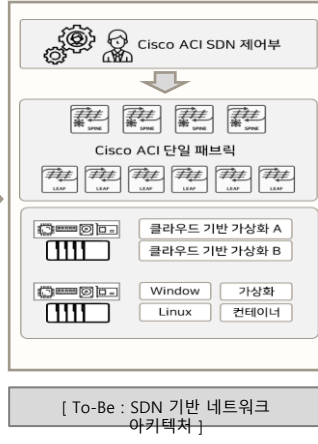 Cisco ACI SDN 제어부
SPINE
SPINE
SPINE
SPINE
Cisco ACI 단일 패브릭
LEAF
LEAF
LEAF
LEAF
LEAF
LEAF
클라우드 기반 가상화 A
클라우드 기반 가상화 B
Window
가상화
Linux
컨테이너
[ To-Be : SDN 기반 네트워크
아키텍처 ]